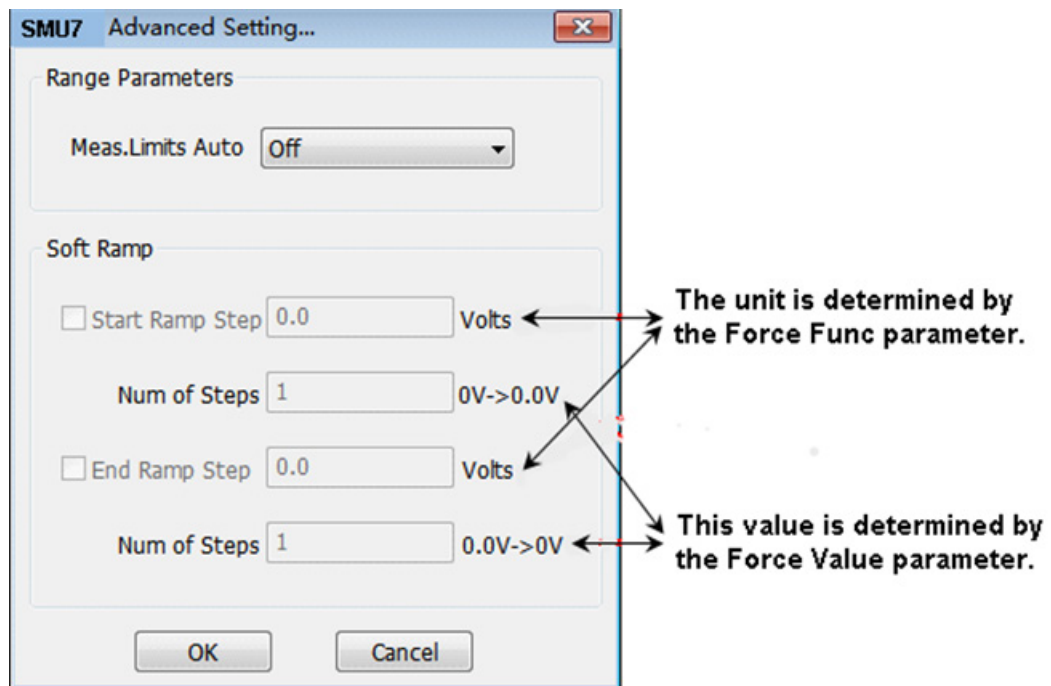 SMU7 Advanced Setting...
Range Parameters
Meas.Limits Auto Off
Soft Ramp
Start Ramp Step 0.0 Volts
Num of Steps 1 0V->0.0V
End Ramp Step 0.0 Volts
Num of Steps 1 0.0V->0V
OK Cancel
The unit is determined by
the Force Func parameter.
This value is determined by
the Force Value parameter.